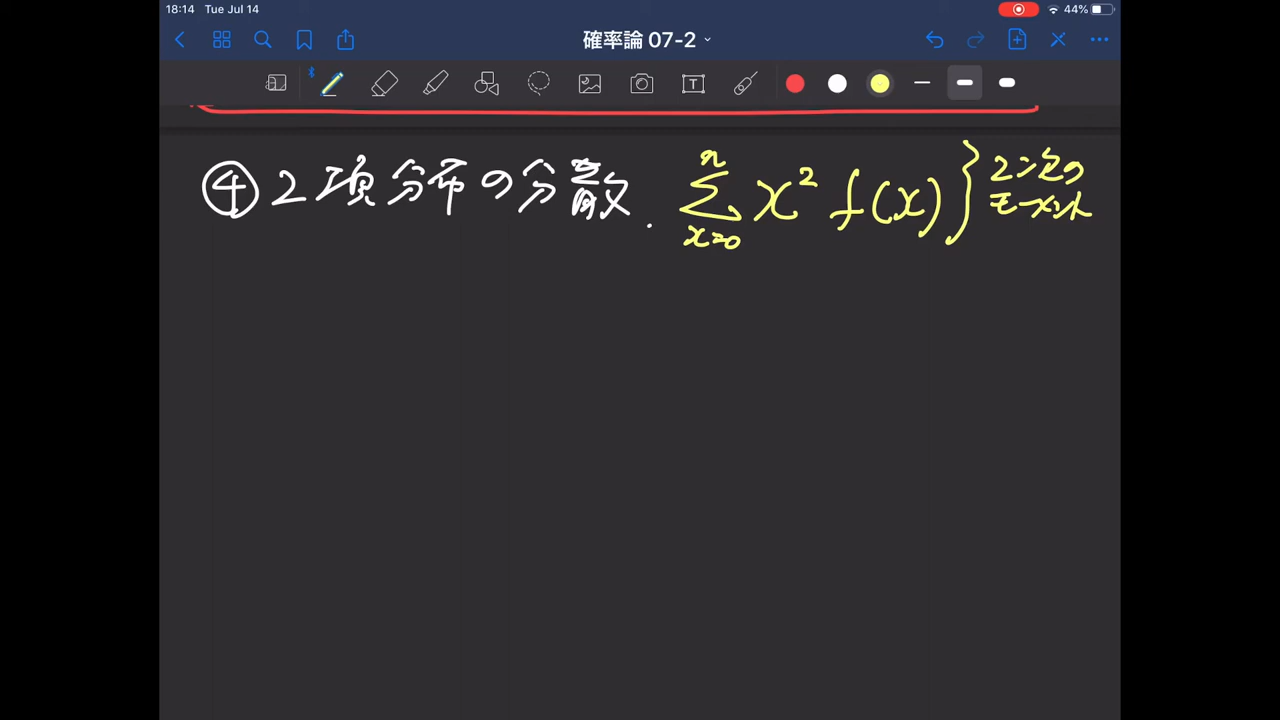 18:14 Tue Jul 14
44%
確率論 07-2
T
④2項分布の分散.
n
Σ x² f(x) }
x=0
2次の
モーメント